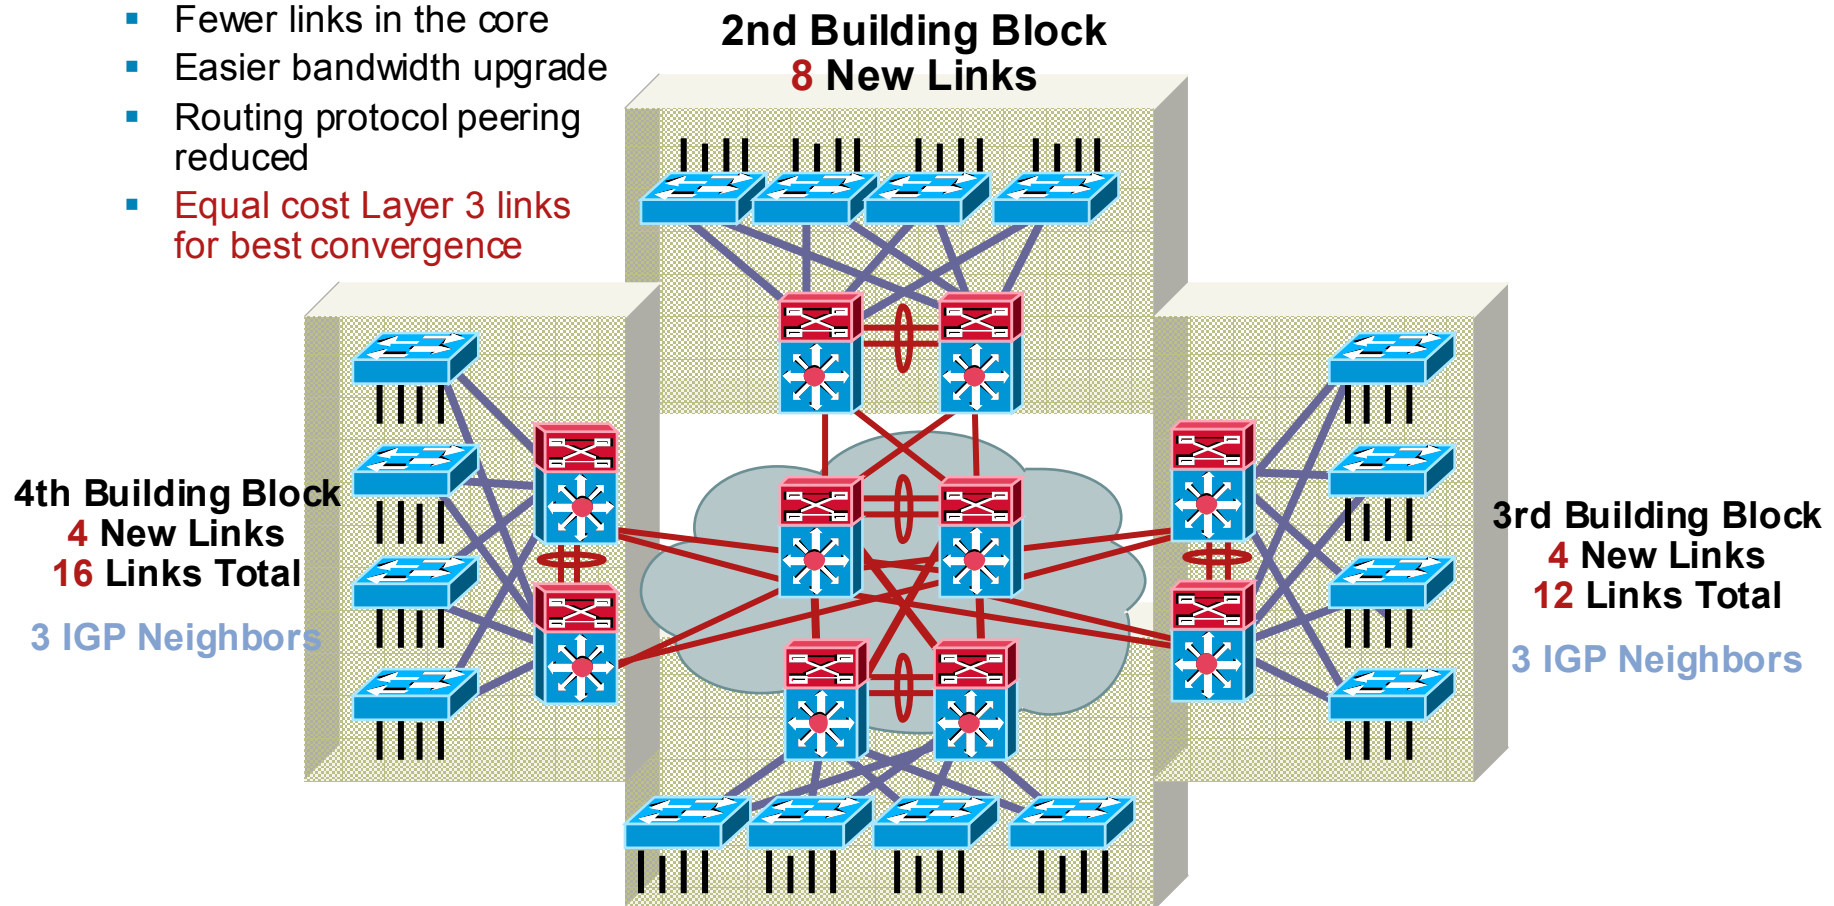 Fewer links in the core
Easier bandwidth upgrade
Routing protocol peering
reduced
Equal cost Layer 3 links
for best convergence
2nd Building Block
8 New Links
4th Building Block
4 New Links
16 Links Total
3 IGP Neighbors
3rd Building Block
4 New Links
12 Links Total
3 IGP Neighbors